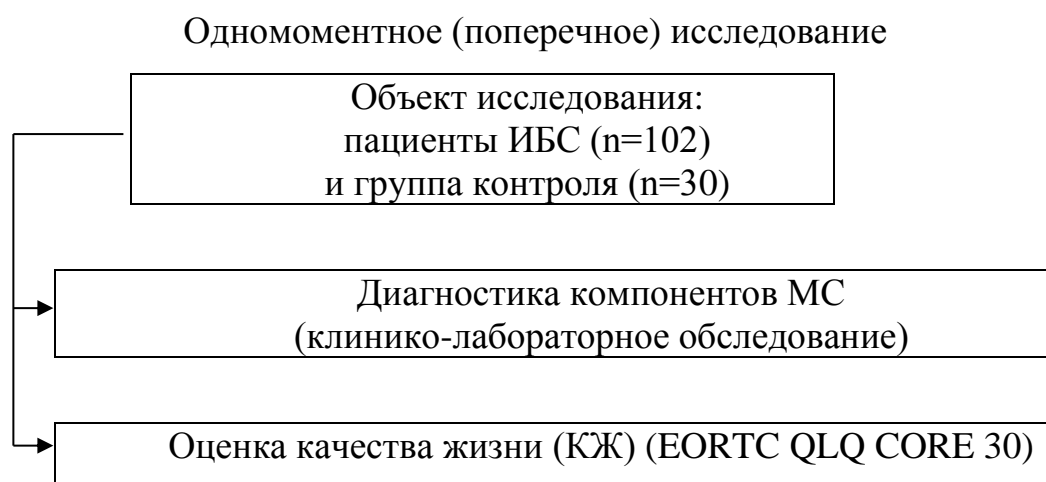 Одномоментное (поперечное) исследование
Объект исследования:
пациенты ИБС (n=102)
и группа контроля (n=30)
Диагностика компонентов МС
(клинико-лабораторное обследование)
Оценка качества жизни (КЖ) (EORTC QLQ CORE 30)